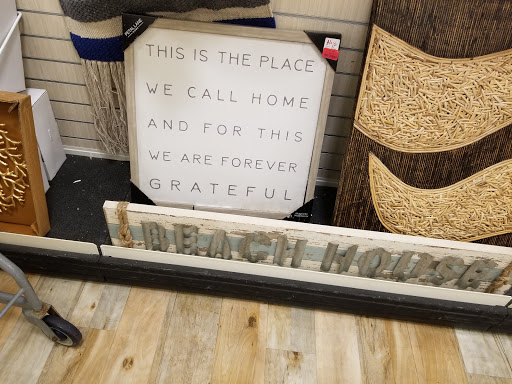 THIS IS THE PLACE
WE CALL HOME
AND FOR THIS
WE ARE FOREVER
GRATEFUL
BEACH HOUSE